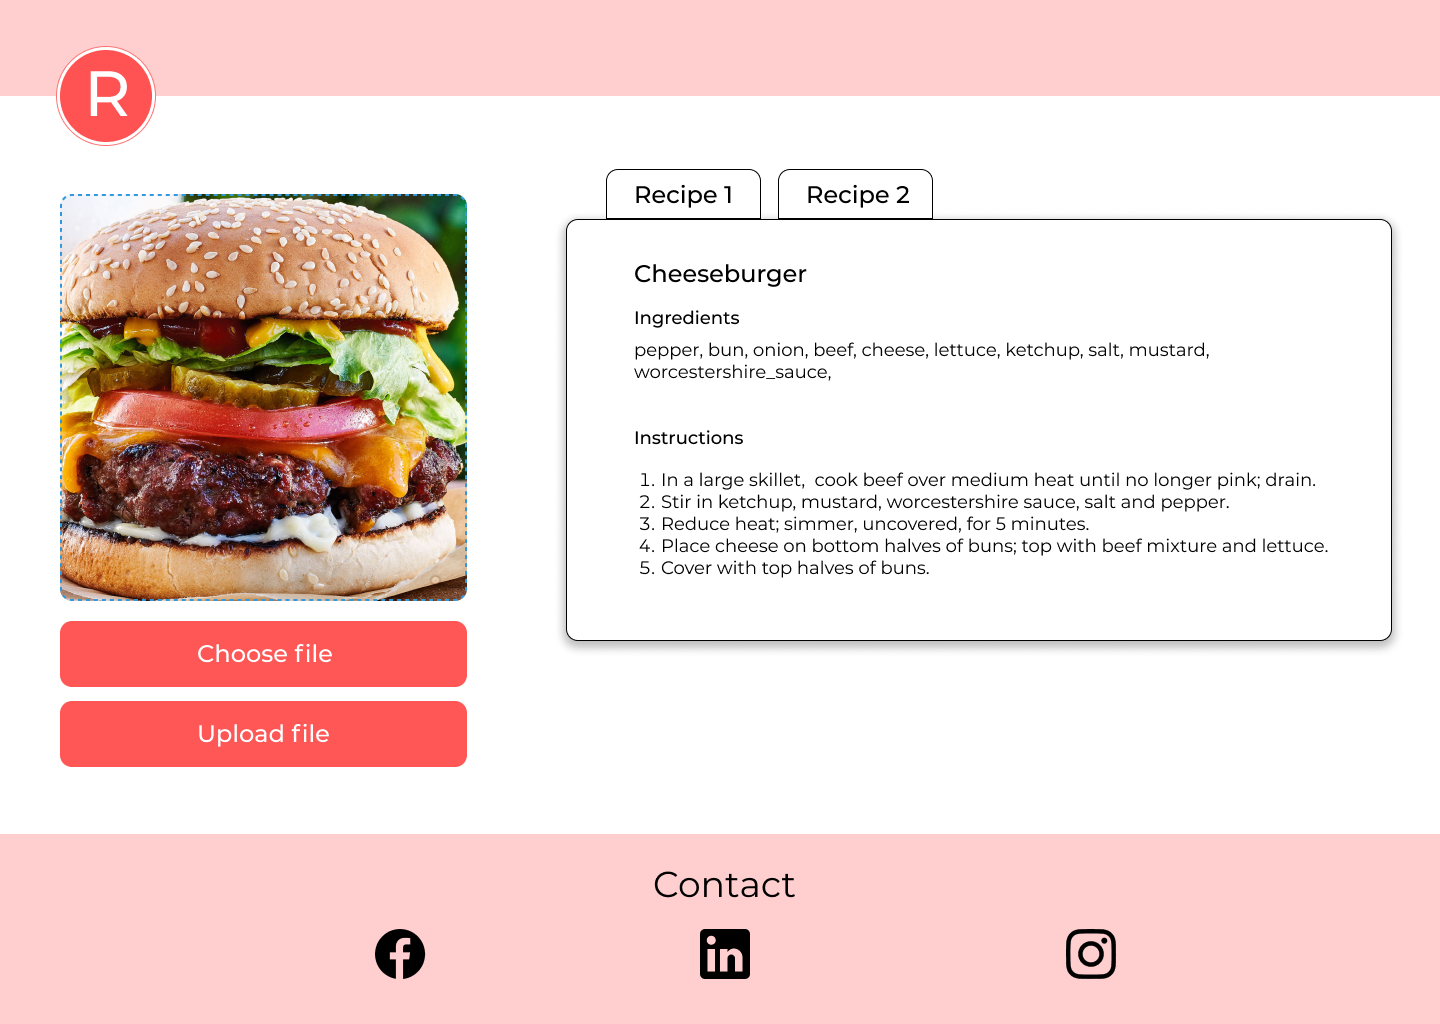 R
Recipe 1
Recipe 2
Cheeseburger
Ingredients
pepper, bun, onion, beef, cheese, lettuce, ketchup, salt, mustard,
worcestershire_sauce,
Instructions
1. In a large skillet,  cook beef over medium heat until no longer pink; drain.
2. Stir in ketchup, mustard, worcestershire sauce, salt and pepper.
3. Reduce heat; simmer, uncovered, for 5 minutes.
4. Place cheese on bottom halves of buns; top with beef mixture and lettuce.
5. Cover with top halves of buns.
Choose file
Upload file
Contact
f
in